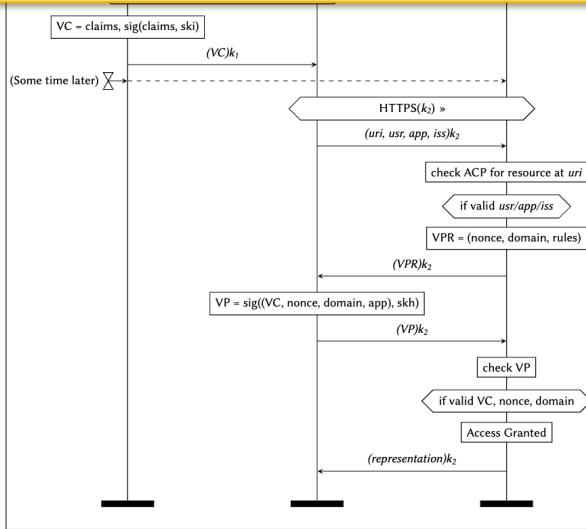 VC = claims, sig(claims, ski)
(VC)k₁
(Some time later)
HTTPS(k₂) »
(uri, usr, app, iss)k₂
check ACP for resource at uri
if valid usr/app/iss
VPR = (nonce, domain, rules)
(VPR)k₂
VP = sig((VC, nonce, domain, app), skh)
(VP)k₂
check VP
if valid VC, nonce, domain
Access Granted
(representation)k₂